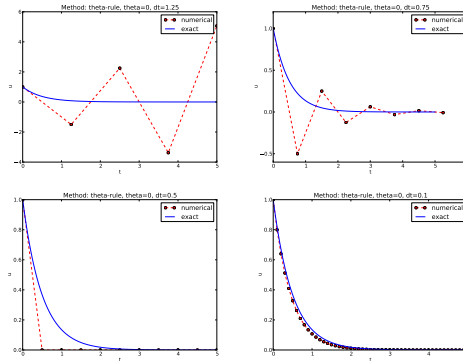 Method: theta-rule, theta=0, dt=1.25
numerical
exact
u
6
4
2
0
−2
−4
0
1
2
3
4
5
t
Method: theta-rule, theta=0, dt=0.75
numerical
exact
u
1.0
0.5
0.0
−0.5
0
1
2
3
4
5
t
Method: theta-rule, theta=0, dt=0.5
numerical
exact
u
1.0
0.8
0.6
0.4
0.2
0.0
0
1
2
3
4
5
t
Method: theta-rule, theta=0, dt=0.1
numerical
exact
u
1.0
0.8
0.6
0.4
0.2
0.0
0
1
2
3
4
t